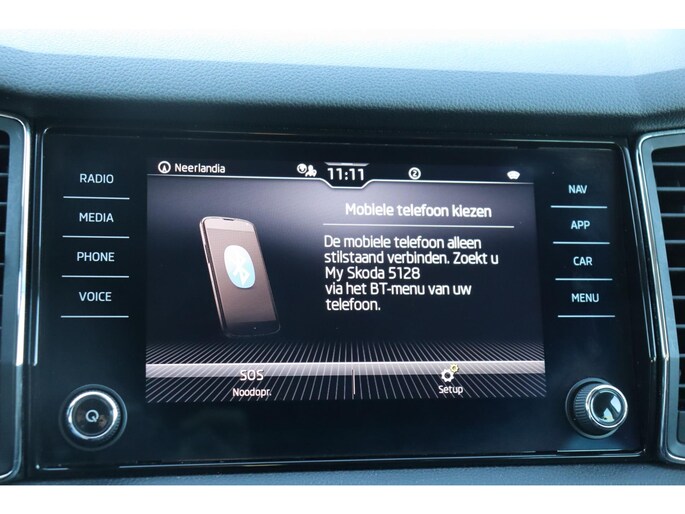 Neerlandia
11:11
2
RADIO
MEDIA
PHONE
VOICE
NAV
APP
CAR
MENU
Mobiele telefoon kiezen
De mobiele telefoon alleen
stilstaand verbinden. Zoekt u
My Skoda 5128
via het BT-menu van uw
telefoon.
SOS
Noodopr.
Setup